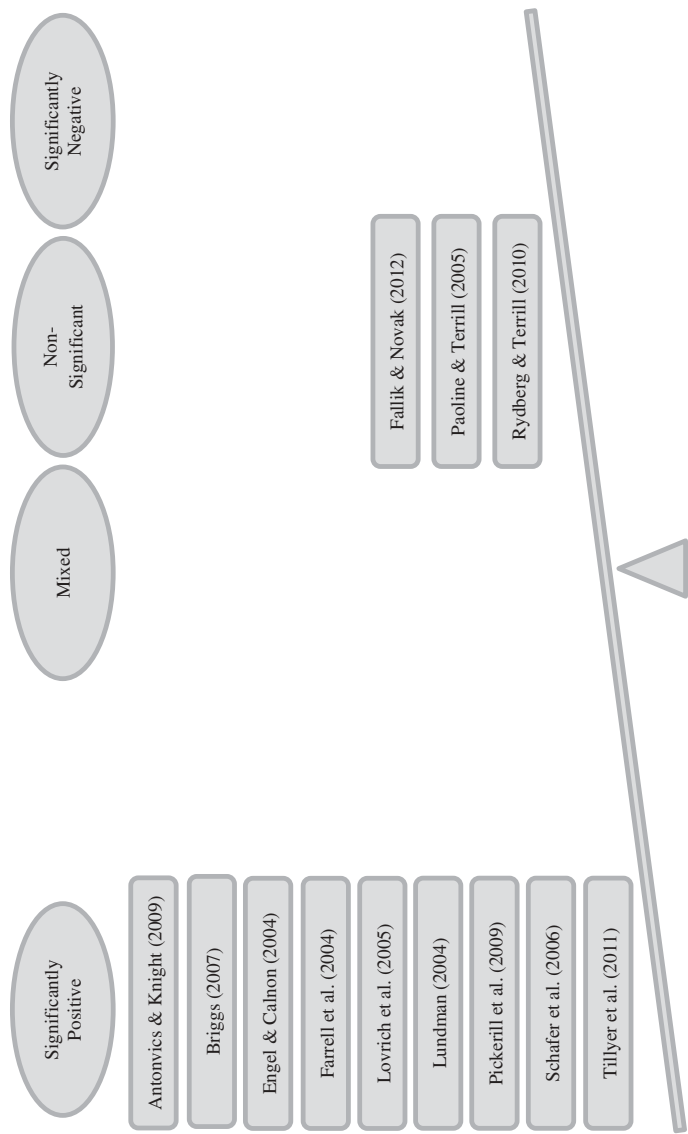 Significantly
Positive
Mixed
Non-
Significant
Significantly
Negative
Antonvics & Knight (2009)
Briggs (2007)
Engel & Calnon (2004)
Farrell et al. (2004)
Lovrich et al. (2005)
Lundman (2004)
Pickerill et al. (2009)
Schafer et al. (2006)
Tillyer et al. (2011)
Fallik & Novak (2012)
Paoline & Terrill (2005)
Rydberg & Terrill (2010)